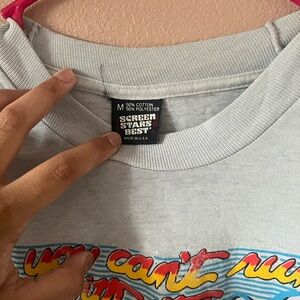 M 50% COTTON
50% POLYESTER
SCREEN
STARS
BEST
MADE IN U.S.A.
you can't